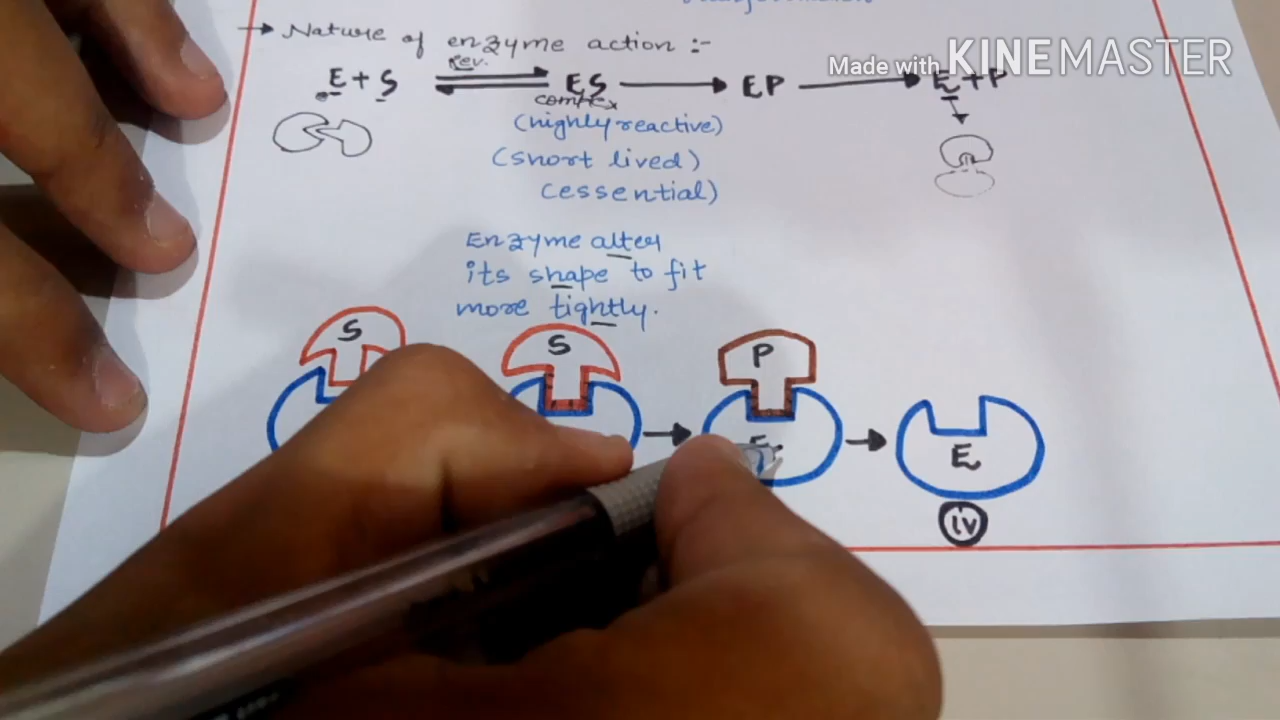 → Nature of enzyme action :-
Made with KINEMASTER
Rev.
E + S ⇌ ES → EP → E+P
complex
(highly reactive)
(short lived)
(essential)
Enzyme alter
its shape to fit
more tightly.
S S P
E E
iv